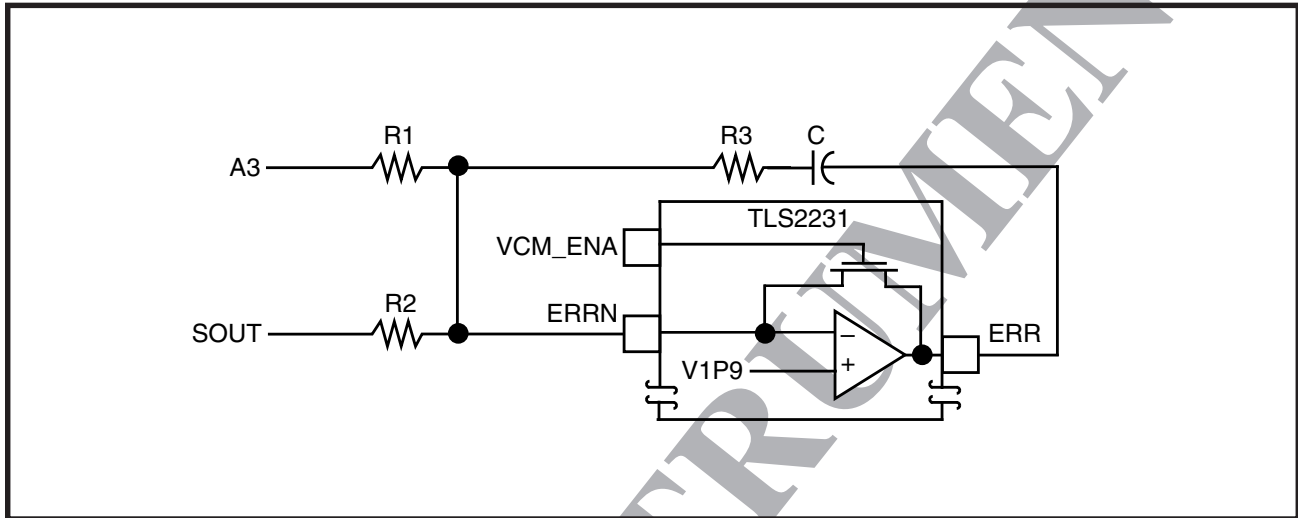 R1
R3
C
A3
TLS2231
VCM_ENA
R2
ERRN
SOUT
ERR
V1P9
–
+